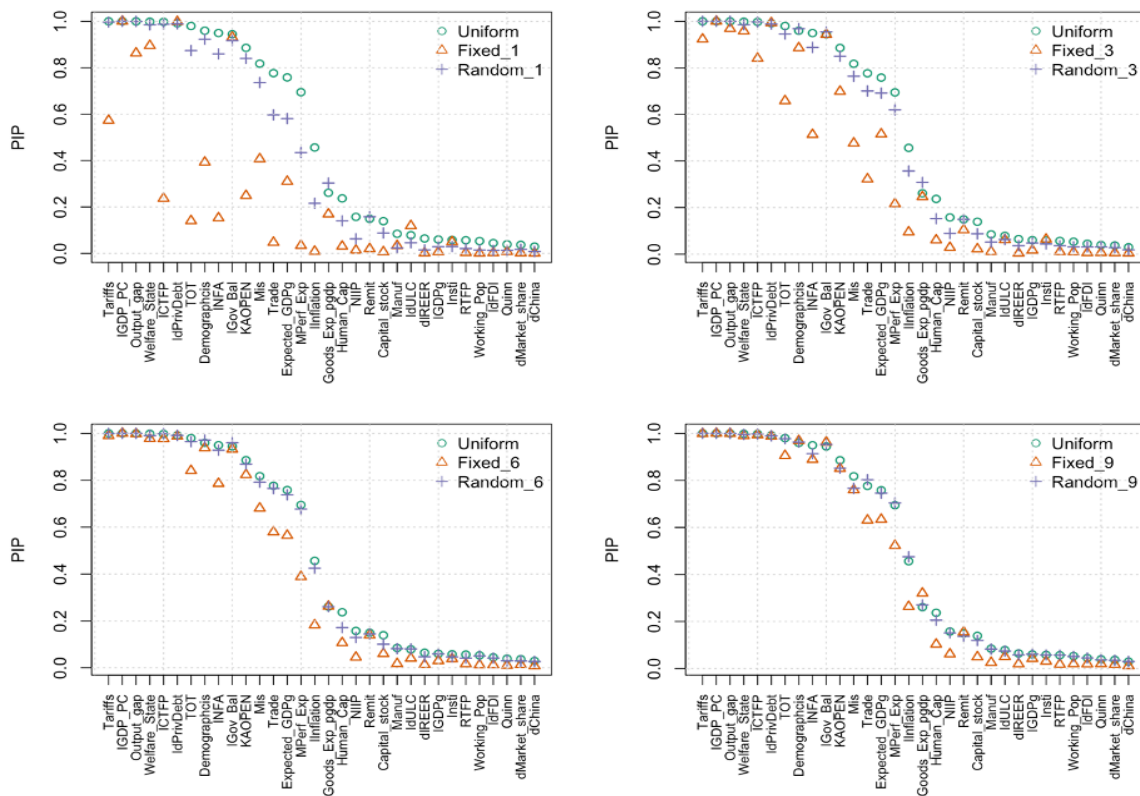 PIP
0.0 0.2 0.4 0.6 0.8 1.0
Uniform
Fixed_1
Random_1
Tariffs
lGDP_PC
Output_gap
Welfare_State
lCTFP
ldPrivDebt
TOT
Demographcis
INFA
lGov_Bal
KAOPEN
Mis
Trade
Expected_GDPg
MPerf_Exp
lInflation
Goods_Exp_pgdp
Human_Cap
NIIP
Remit
Capital_stock
Manuf
ldULC
dlREER
lGDPg
Insti
RTFP
Working_Pop
ldFDI
Quinn
dMarket_share
dChina
PIP
0.0 0.2 0.4 0.6 0.8 1.0
Uniform
Fixed_3
Random_3
Tariffs
lGDP_PC
Output_gap
Welfare_State
lCTFP
ldPrivDebt
TOT
Demographcis
INFA
lGov_Bal
KAOPEN
Mis
Trade
Expected_GDPg
MPerf_Exp
lInflation
Goods_Exp_pgdp
Human_Cap
NIIP
Remit
Capital_stock
Manuf
ldULC
dlREER
lGDPg
Insti
RTFP
Working_Pop
ldFDI
Quinn
dMarket_share
dChina
PIP
0.0 0.2 0.4 0.6 0.8 1.0
Uniform
Fixed_6
Random_6
Tariffs
lGDP_PC
Output_gap
Welfare_State
lCTFP
ldPrivDebt
TOT
Demographcis
INFA
lGov_Bal
KAOPEN
Mis
Trade
Expected_GDPg
MPerf_Exp
lInflation
Goods_Exp_pgdp
Human_Cap
NIIP
Remit
Capital_stock
Manuf
ldULC
dlREER
lGDPg
Insti
RTFP
Working_Pop
ldFDI
Quinn
dMarket_share
dChina
PIP
0.0 0.2 0.4 0.6 0.8 1.0
Uniform
Fixed_9
Random_9
Tariffs
lGDP_PC
Output_gap
Welfare_State
lCTFP
ldPrivDebt
TOT
Demographcis
INFA
lGov_Bal
KAOPEN
Mis
Trade
Expected_GDPg
MPerf_Exp
lInflation
Goods_Exp_pgdp
Human_Cap
NIIP
Remit
Capital_stock
Manuf
ldULC
dlREER
lGDPg
Insti
RTFP
Working_Pop
ldFDI
Quinn
dMarket_share
dChina